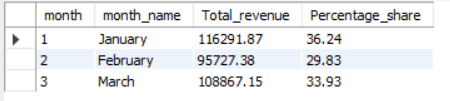 month month_name Total_revenue Percentage_share
1 January 116291.87 36.24
2 February 95727.38 29.83
3 March 108867.15 33.93